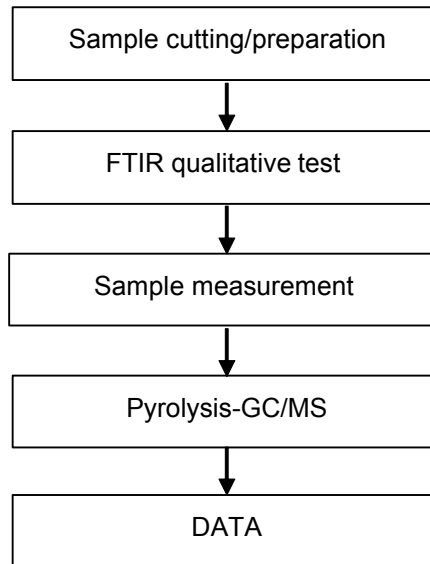 Sample cutting/preparation
FTIR qualitative test
Sample measurement
Pyrolysis-GC/MS
DATA